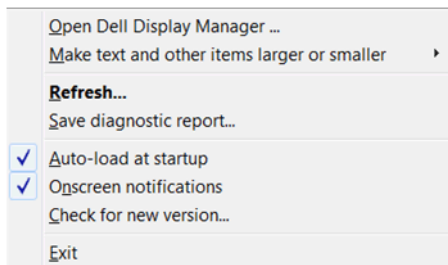 Open Dell Display Manager ...
Make text and other items larger or smaller
Refresh...
Save diagnostic report...
Auto-load at startup
Onscreen notifications
Check for new version...
Exit